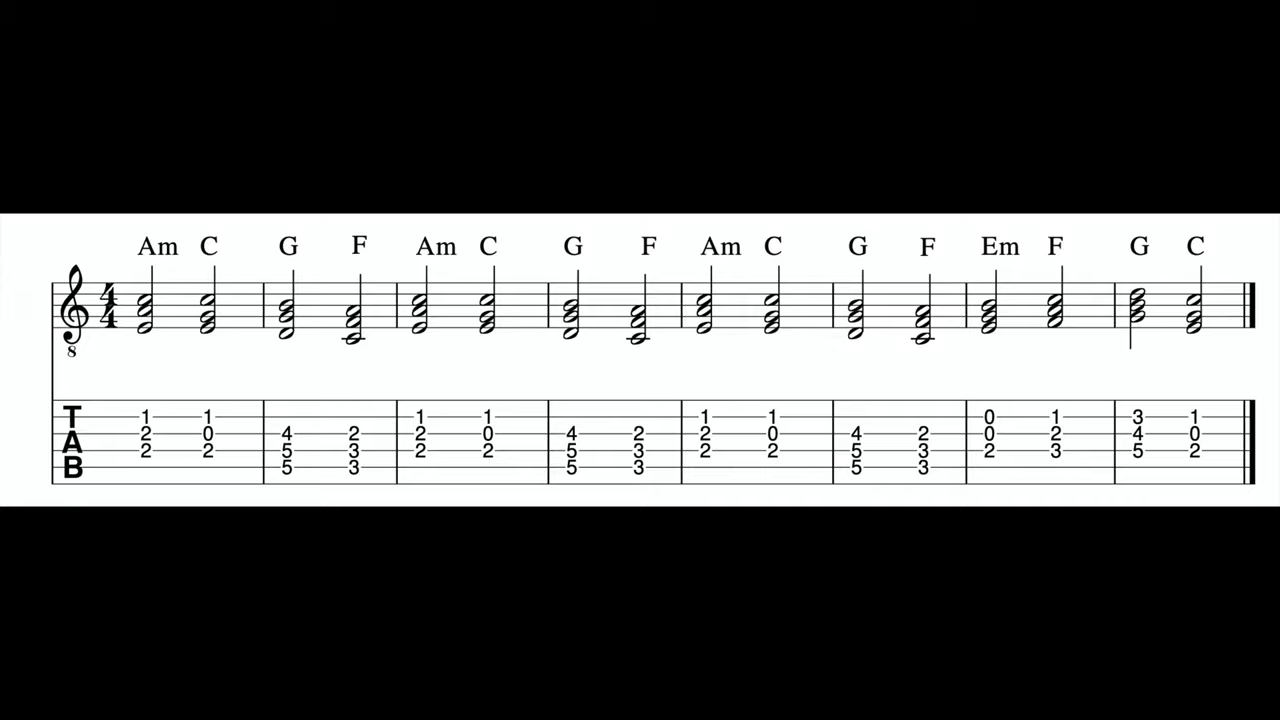 Am C G F Am C G F Am C G F Em F G C
4 4
8
T 1 1 1 1 1 1 0 1 3 1
A 2 0 4 2 2 0 4 2 2 0 4 2 0 2 4 0
2 2 5 3 2 2 5 3 2 2 5 3 2 3 5 2
B 5 3 5 3 5 3